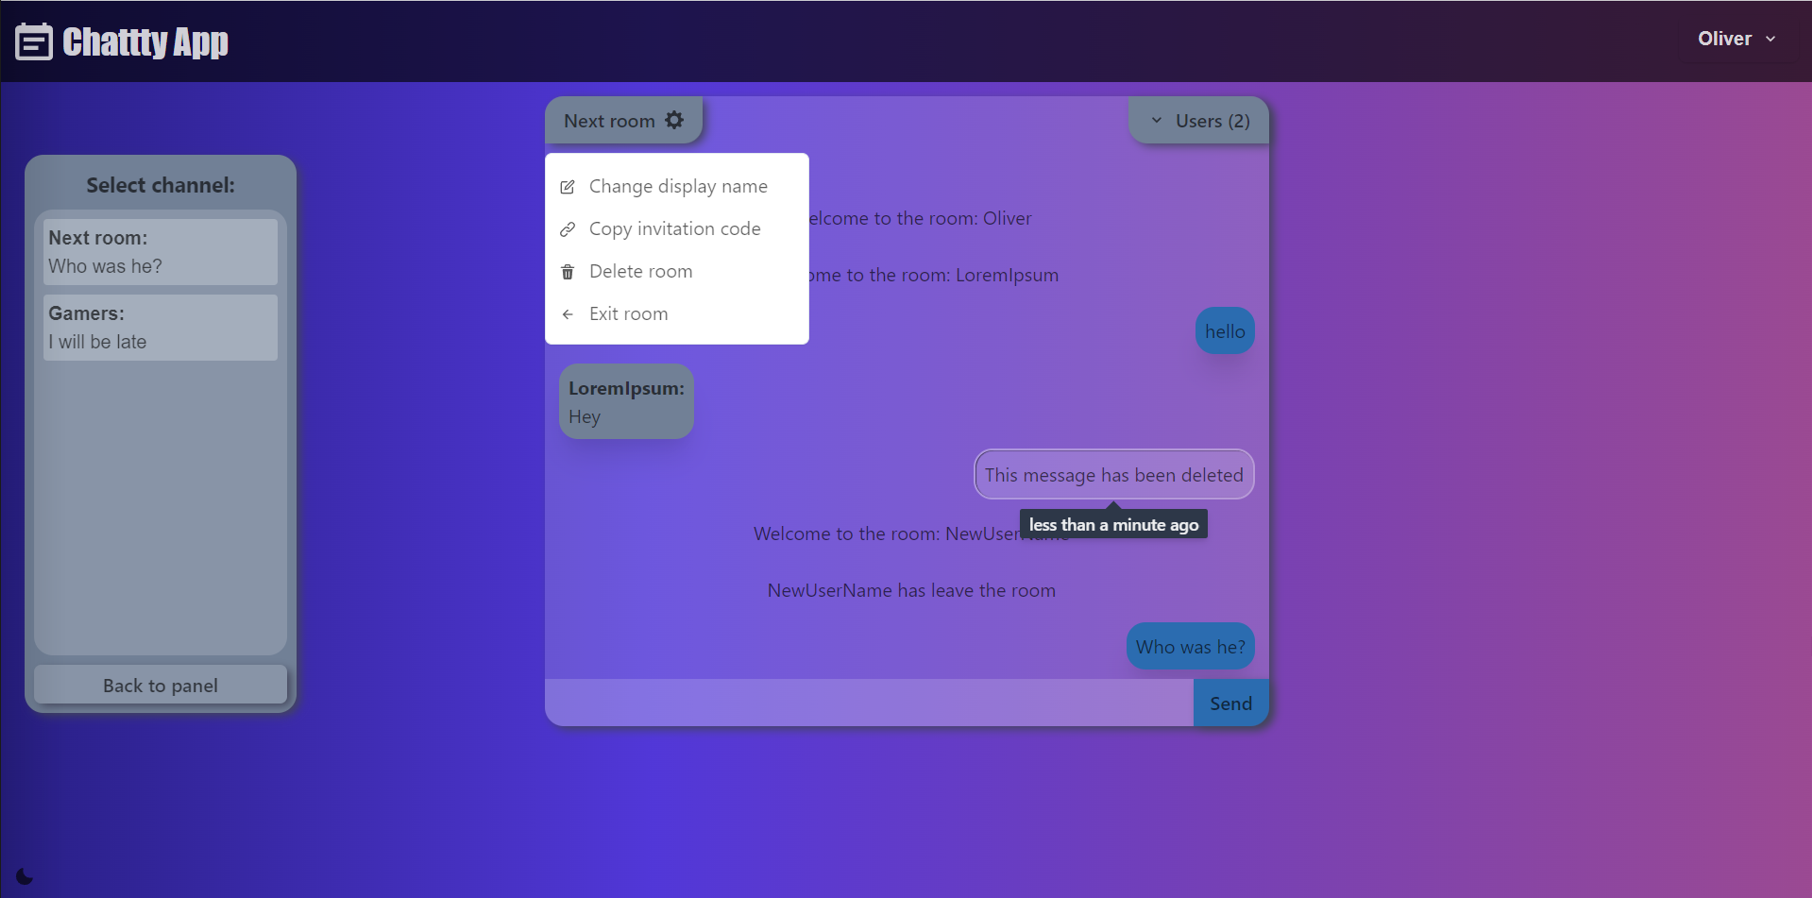 Chattty App
Oliver
Next room
Users (2)
Select channel:
Next room:
Who was he?
Gamers:
I will be late
Back to panel
Change display name
Copy invitation code
Delete room
Exit room
elcome to the room: Oliver
ome to the room: LoremIpsum
hello
LoremIpsum:
Hey
This message has been deleted
less than a minute ago
Welcome to the room: NewUserName
NewUserName has leave the room
Who was he?
Send